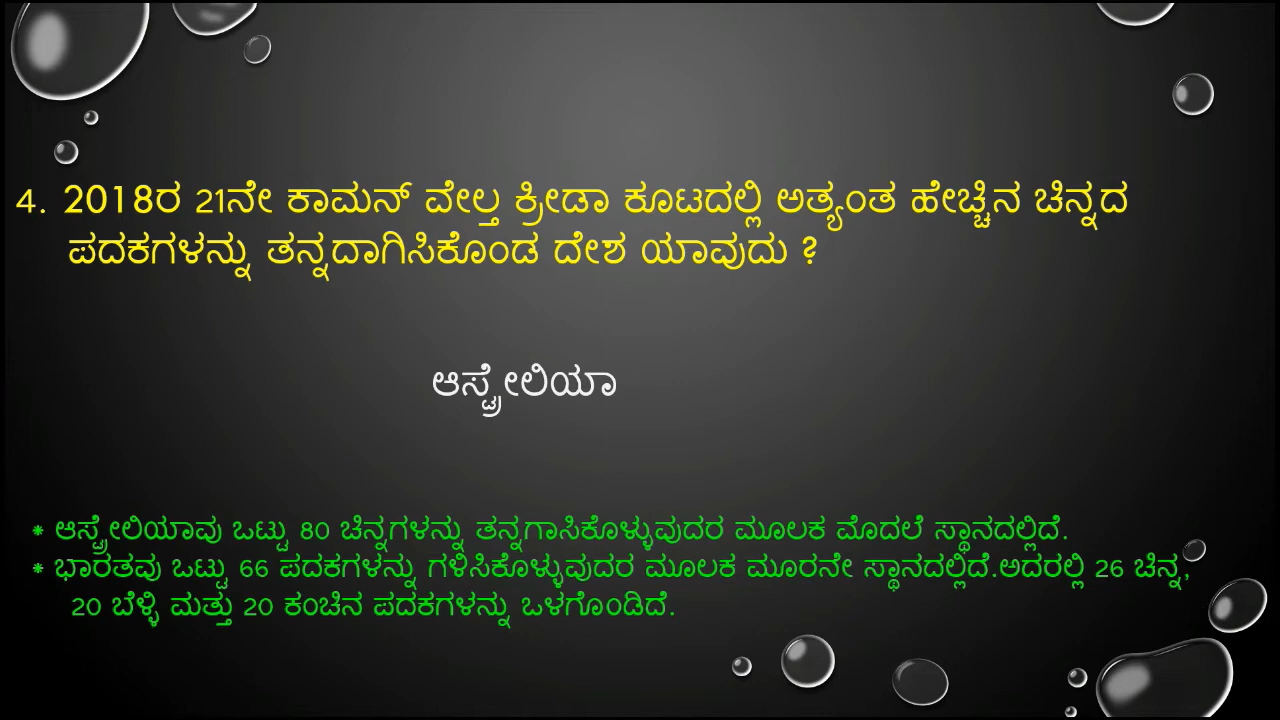 4. 2018ರ 21ನೇ ಕಾಮನ್ ವೇಲ್ತ ಕ್ರೀಡಾ ಕೂಟದಲ್ಲಿ ಅತ್ಯಂತ ಹೇಚ್ಚಿನ ಚಿನ್ನದ
ಪದಕಗಳನ್ನು ತನ್ನದಾಗಿಸಿಕೊಂಡ ದೇಶ ಯಾವುದು ?
ಆಸ್ಟ್ರೇಲಿಯಾ
* ಆಸ್ಟ್ರೇಲಿಯಾವು ಒಟ್ಟು 80 ಚಿನ್ನಗಳನ್ನು ತನ್ನಗಾಸಿಕೊಳ್ಳುವುದರ ಮೂಲಕ ಮೊದಲೆ ಸ್ಥಾನದಲ್ಲಿದೆ.
* ಭಾರತವು ಒಟ್ಟು 66 ಪದಕಗಳನ್ನು ಗಳಿಸಿಕೊಳ್ಳುವುದರ ಮೂಲಕ ಮೂರನೇ ಸ್ಥಾನದಲ್ಲಿದೆ.ಅದರಲ್ಲಿ 26 ಚಿನ್ನ,
20 ಬೆಳ್ಳಿ ಮತ್ತು 20 ಕಂಚಿನ ಪದಕಗಳನ್ನು ಒಳಗೊಂಡಿದೆ.